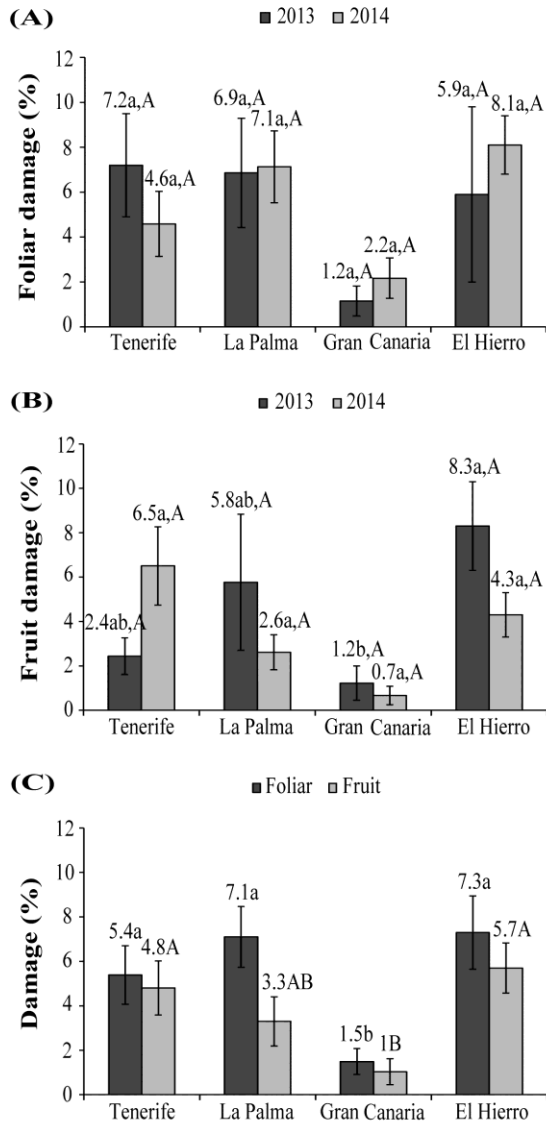 (A)
2013 2014
Foliar damage (%)
12
10
8
6
4
2
0
7.2a,A
4.6a,A
6.9a,A
7.1a,A
1.2a,A
2.2a,A
5.9a,A
8.1a,A
Tenerife La Palma Gran Canaria El Hierro
(B)
2013 2014
Fruit damage (%)
12
10
8
6
4
2
0
2.4ab,A
6.5a,A
5.8ab,A
2.6a,A
1.2b,A
0.7a,A
8.3a,A
4.3a,A
Tenerife La Palma Gran Canaria El Hierro
(C)
Foliar Fruit
Damage (%)
12
10
8
6
4
2
0
5.4a
4.8A
7.1a
3.3AB
1.5b
1B
7.3a
5.7A
Tenerife La Palma Gran Canaria El Hierro